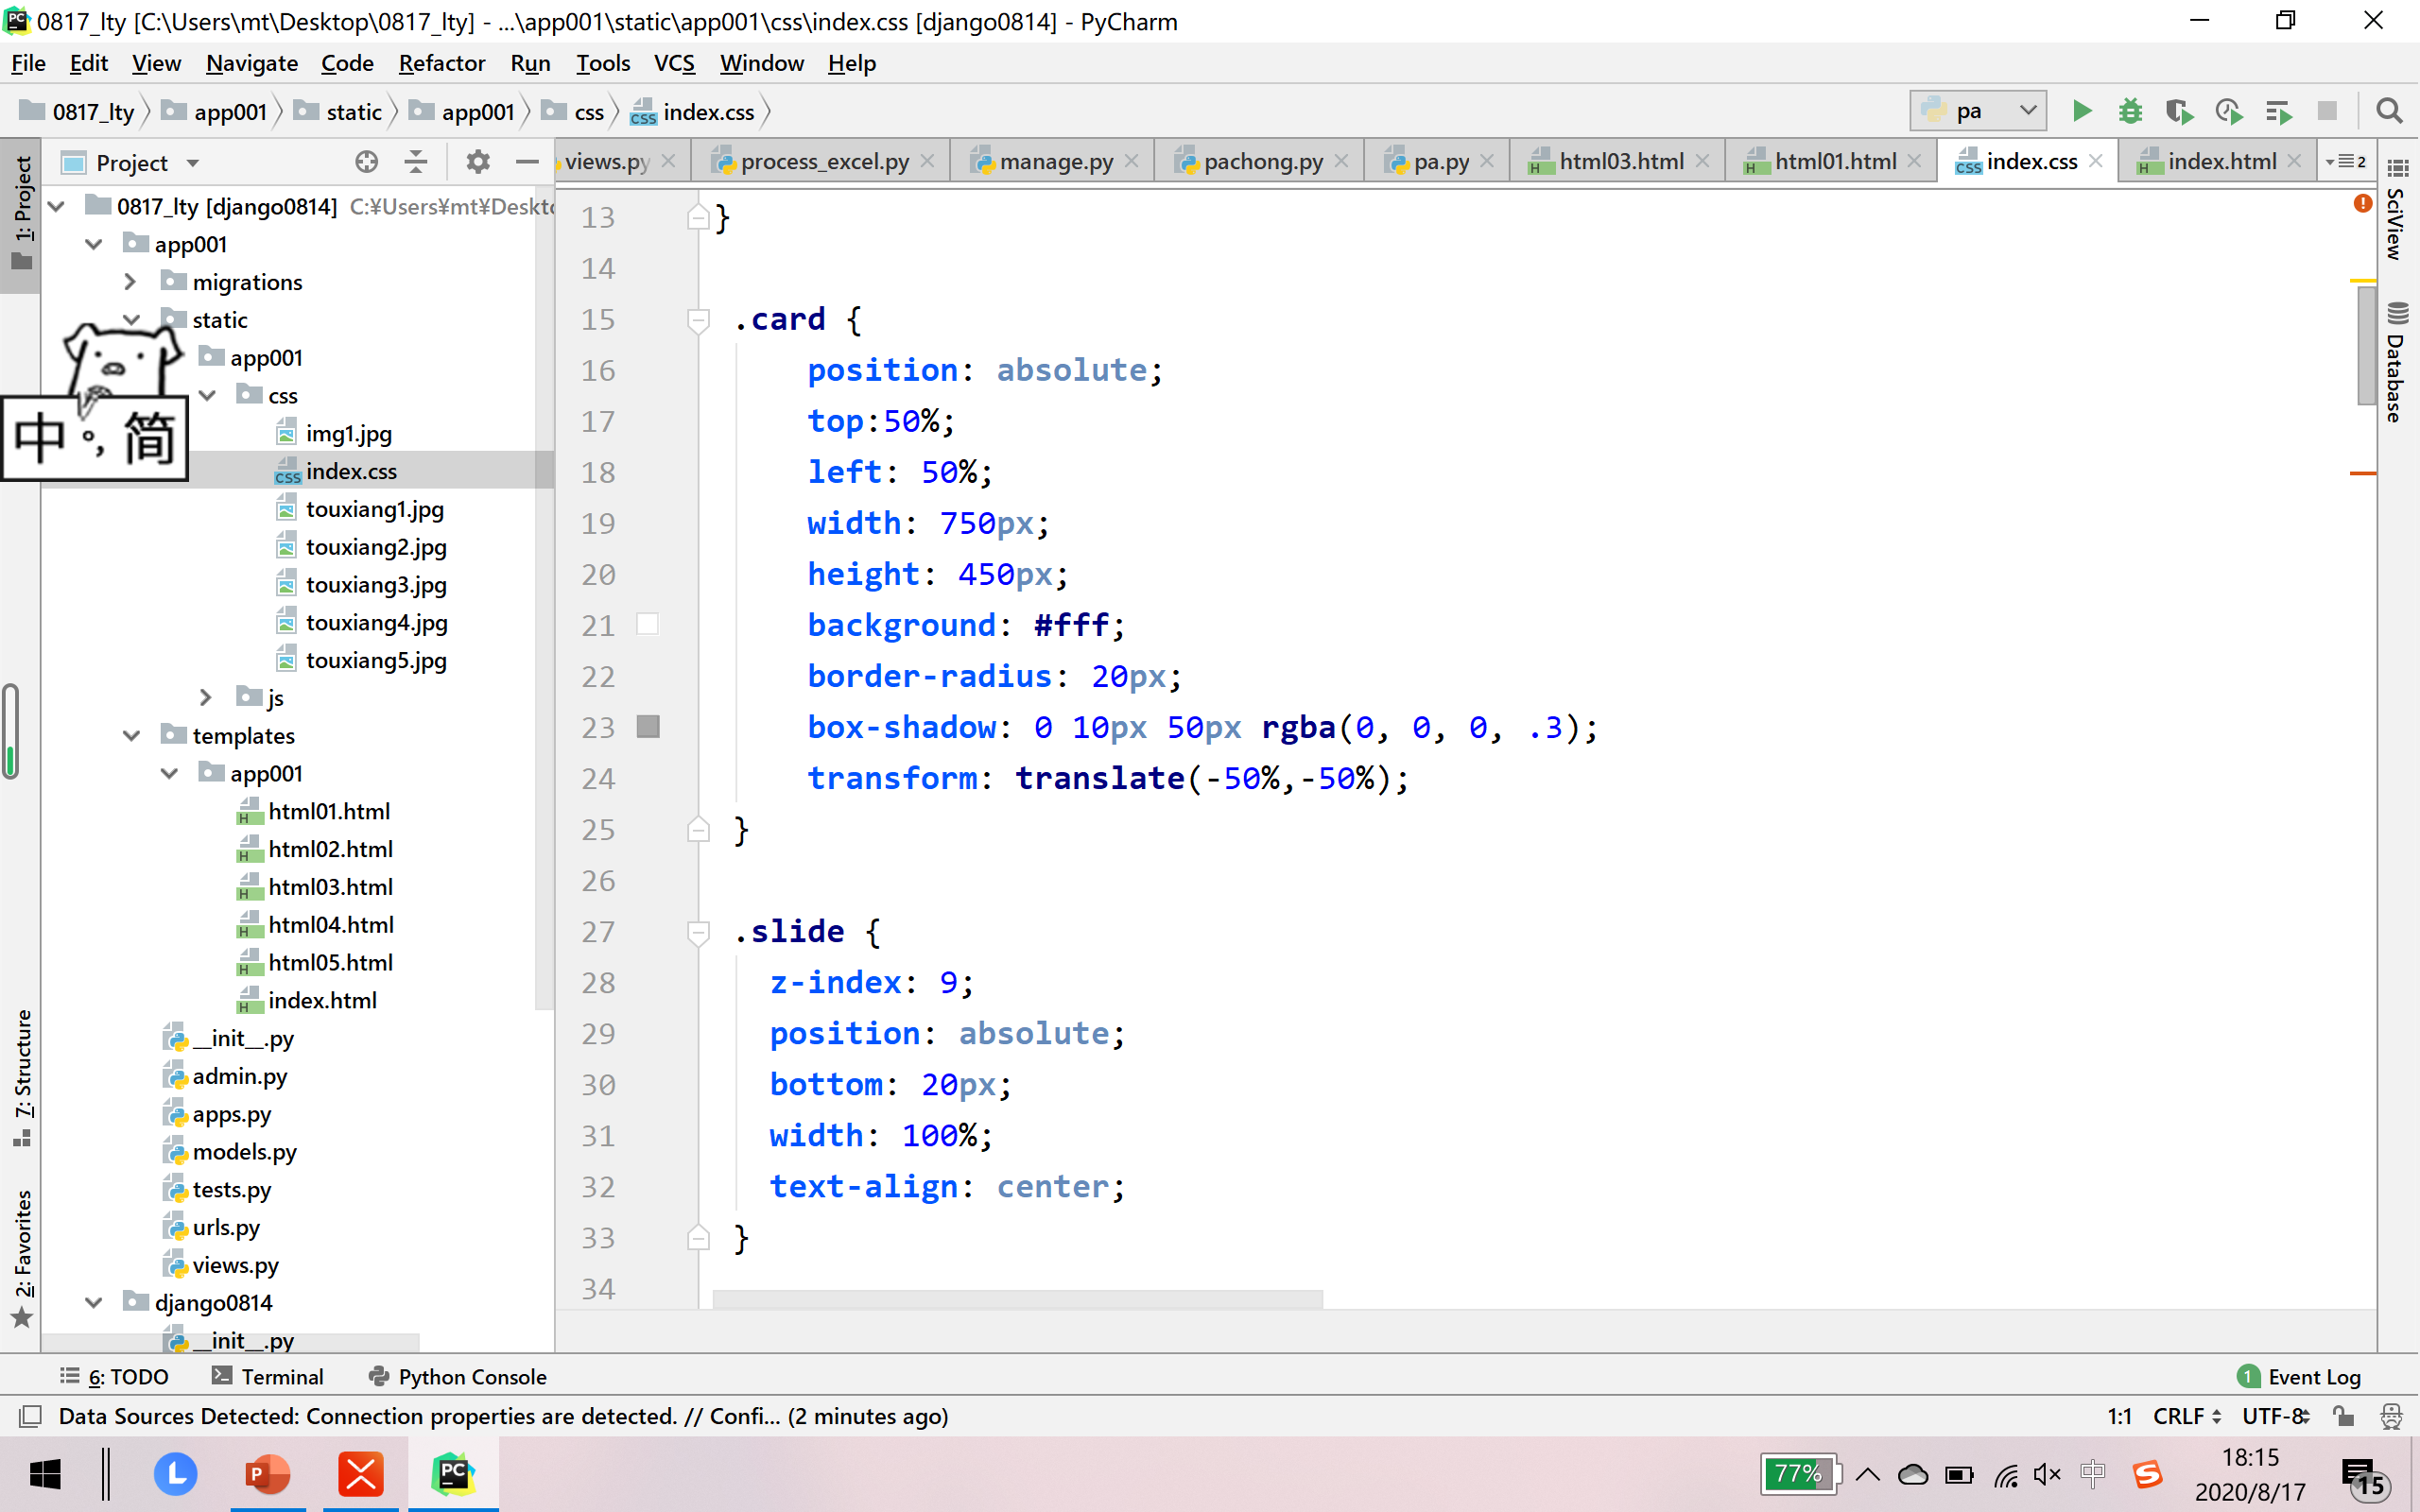 0817_lty [C:\Users\mt\Desktop\0817_lty] - ...\app001\static\app001\css\index.css [django0814] - PyCharm
File Edit View Navigate Code Refactor Run Tools VCS Window Help
0817_lty app001 static app001 css index.css pa
Project views.py process_excel.py manage.py pachong.py pa.py html03.html html01.html index.css index.html 2
1: Project
7: Structure
2: Favorites
0817_lty [django0814] C:¥Users¥mt¥Deskto
app001
migrations
static
app001
css
img1.jpg
index.css
touxiang1.jpg
touxiang2.jpg
touxiang3.jpg
touxiang4.jpg
touxiang5.jpg
js
templates
app001
html01.html
html02.html
html03.html
html04.html
html05.html
index.html
__init__.py
admin.py
apps.py
models.py
tests.py
urls.py
views.py
django0814
__init__.py
中 °, 简
13 }
14
15 .card {
16 position: absolute;
17 top:50%;
18 left: 50%;
19 width: 750px;
20 height: 450px;
21 background: #fff;
22 border-radius: 20px;
23 box-shadow: 0 10px 50px rgba(0, 0, 0, .3);
24 transform: translate(-50%,-50%);
25 }
26
27 .slide {
28 z-index: 9;
29 position: absolute;
30 bottom: 20px;
31 width: 100%;
32 text-align: center;
33 }
34
SciView
Database
6: TODO Terminal Python Console 1 Event Log
Data Sources Detected: Connection properties are detected. // Confi... (2 minutes ago) 1:1 CRLF UTF-8
77% 中 18:15
2020/8/17 15